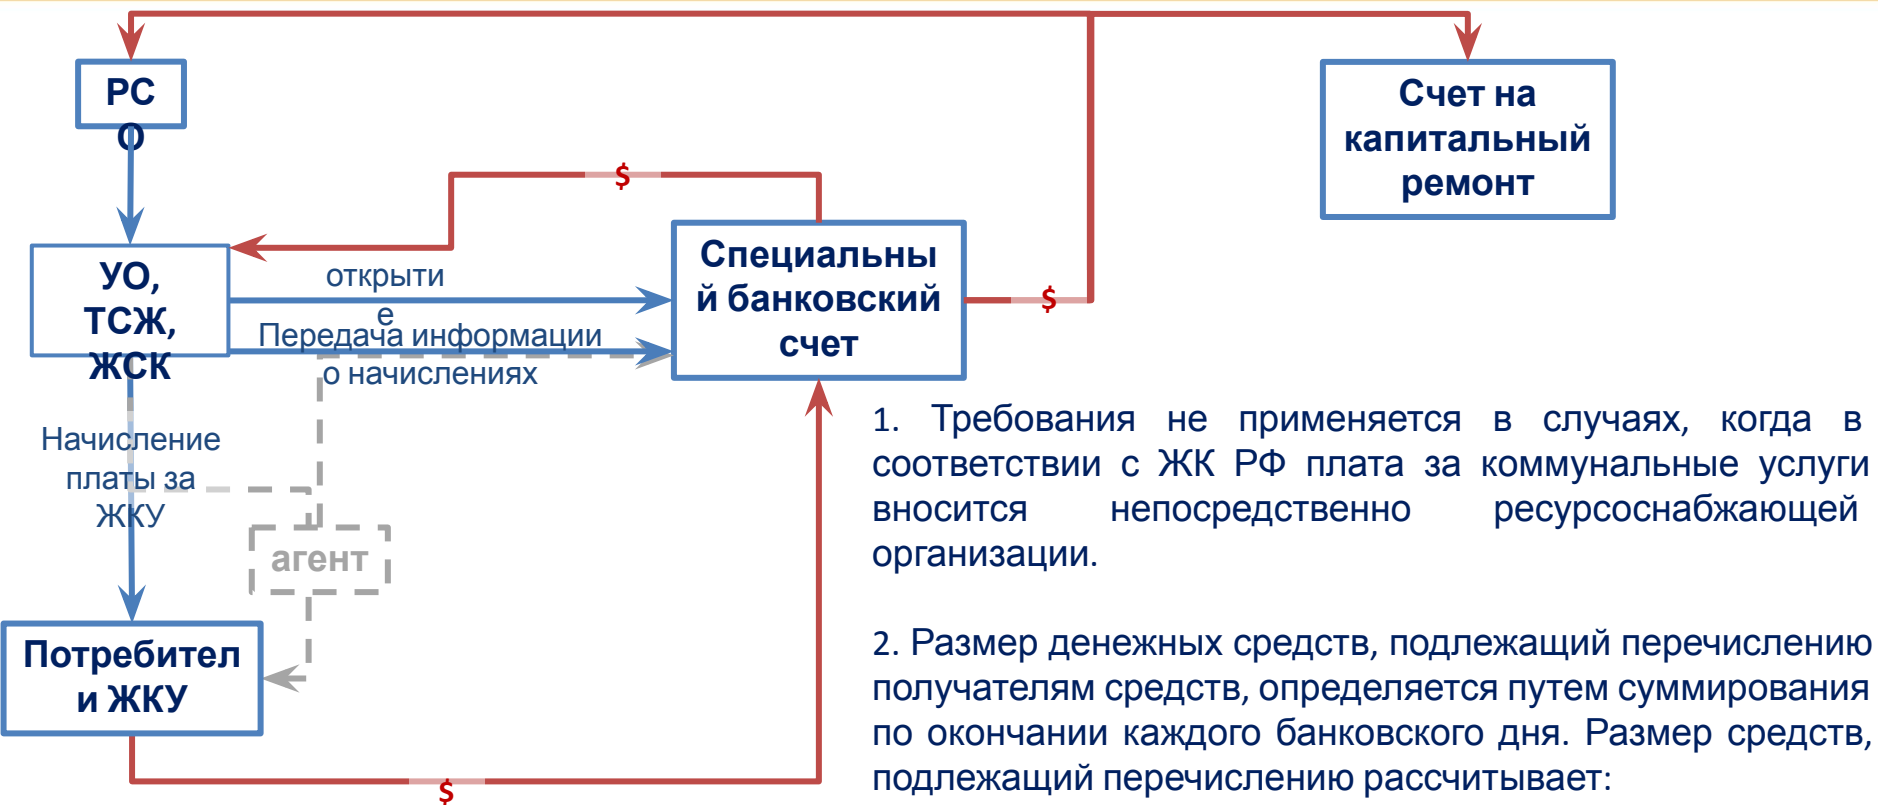 РС
О
Счет на
капитальный
ремонт
$
УО,
ТСЖ,
ЖСК
открыти
е
Передача информации
о начислениях
Специальны
й банковский
счет
$
Начисление
платы за
ЖКУ
агент
Потребител
и ЖКУ
$
1. Требования не применяется в случаях, когда в
соответствии с ЖК РФ плата за коммунальные услуги
вносится непосредственно ресурсоснабжающей
организации.
2. Размер денежных средств, подлежащий перечислению
получателям средств, определяется путем суммирования
по окончании каждого банковского дня. Размер средств,
подлежащий перечислению рассчитывает: